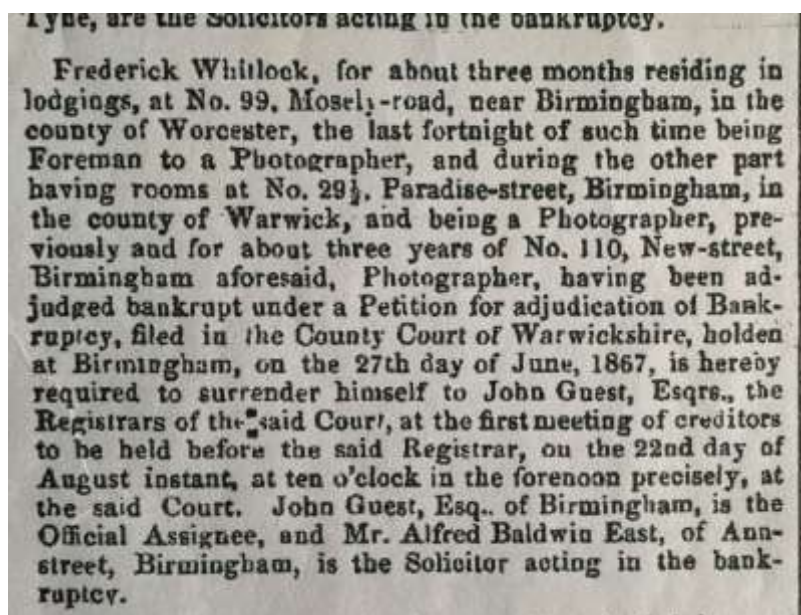 Tyne, are the Solicitors acting in the bankruptcy.
Frederick Whitlock, for about three months residing in
lodgings, at No. 99, Mosely-road, near Birmingham, in the
county of Worcester, the last fortnight of such time being
Foreman to a Photographer, and during the other part
having rooms at No. 29½, Paradise-street, Birmingham, in
the county of Warwick, and being a Photographer, pre-
viously and for about three years of No. 110, New-street,
Birmingham aforesaid, Photographer, having been ad-
judged bankrupt under a Petition for adjudication of Bank-
ruptcy, filed in the County Court of Warwickshire, holden
at Birmingham, on the 27th day of June, 1867, is hereby
required to surrender himself to John Guest, Esqrs., the
Registrars of the said Court, at the first meeting of creditors
to be held before the said Registrar, on the 22nd day of
August instant, at ten o'clock in the forenoon precisely, at
the said Court. John Guest, Esq.. of Birmingham, is the
Official Assignee, and Mr. Alfred Baldwin East, of Ann-
street, Birmingham, is the Solicitor acting in the bank-
ruptcy.